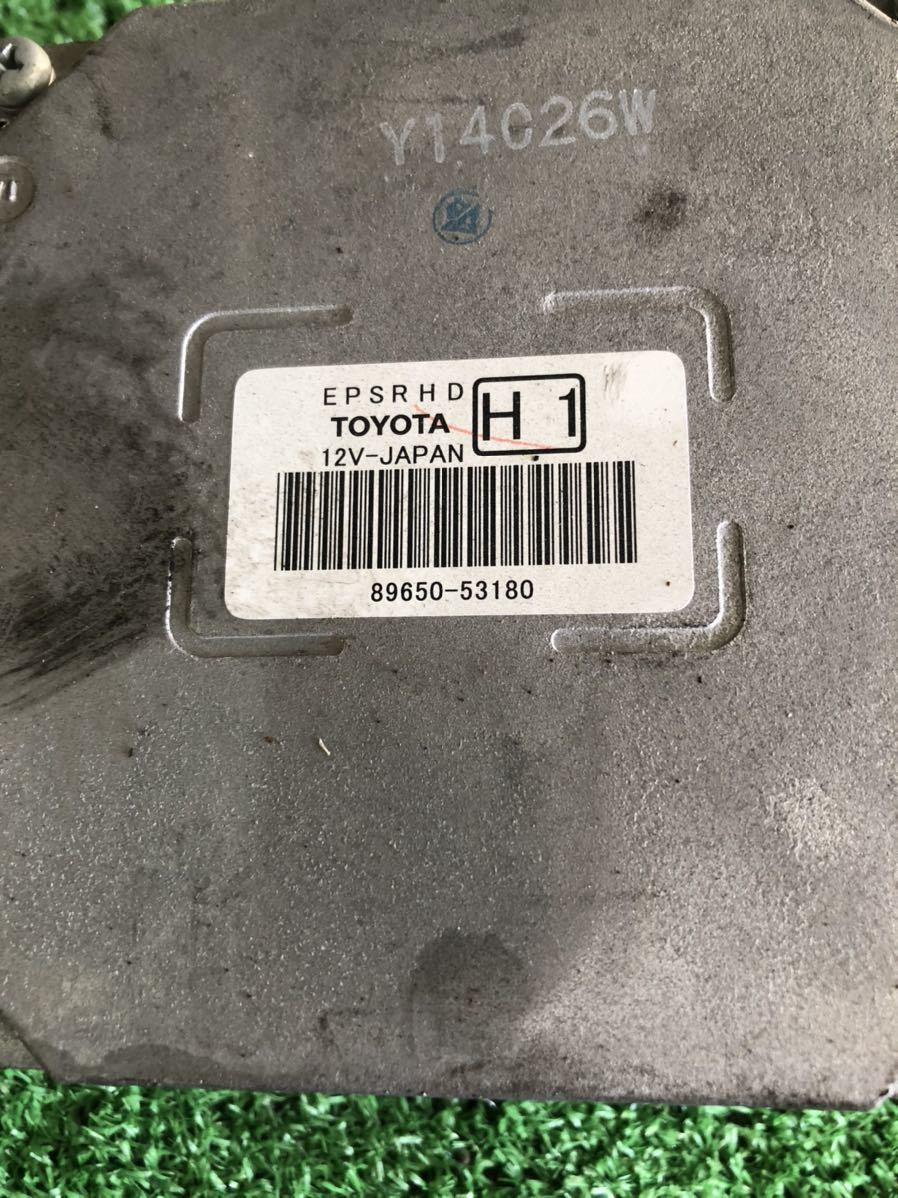 Y14C26W
EPSRHD
TOYOTA
12V-JAPAN
H 1
89650-53180